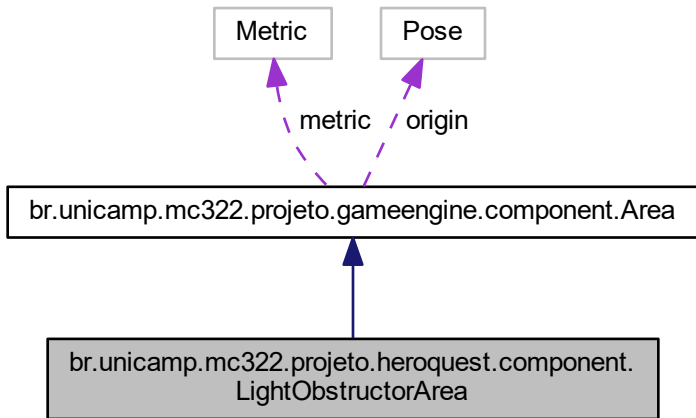 Metric
Pose
metric
origin
br.unicamp.mc322.projeto.gameengine.component.Area
br.unicamp.mc322.projeto.heroquest.component.
LightObstructorArea